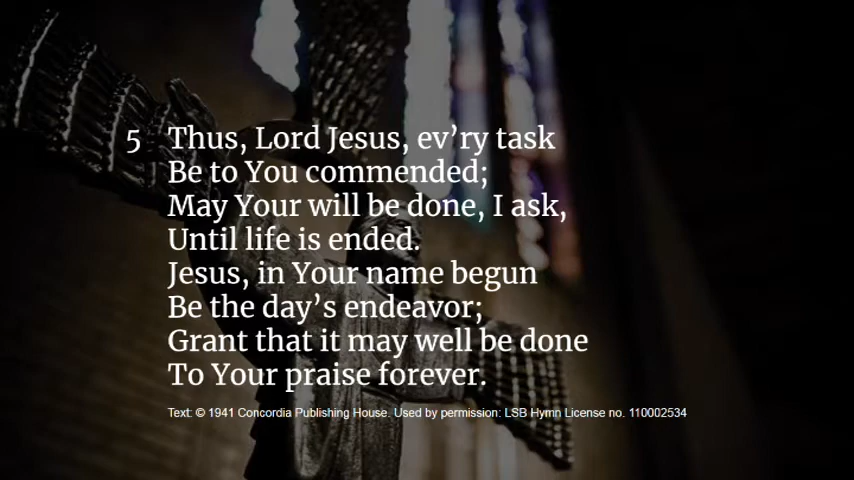 5 Thus, Lord Jesus, ev’ry task
Be to You commended;
May Your will be done, I ask,
Until life is ended.
Jesus, in Your name begun
Be the day’s endeavor;
Grant that it may well be done
To Your praise forever.
Text: © 1941 Concordia Publishing House. Used by permission: LSB Hymn License no. 110002534